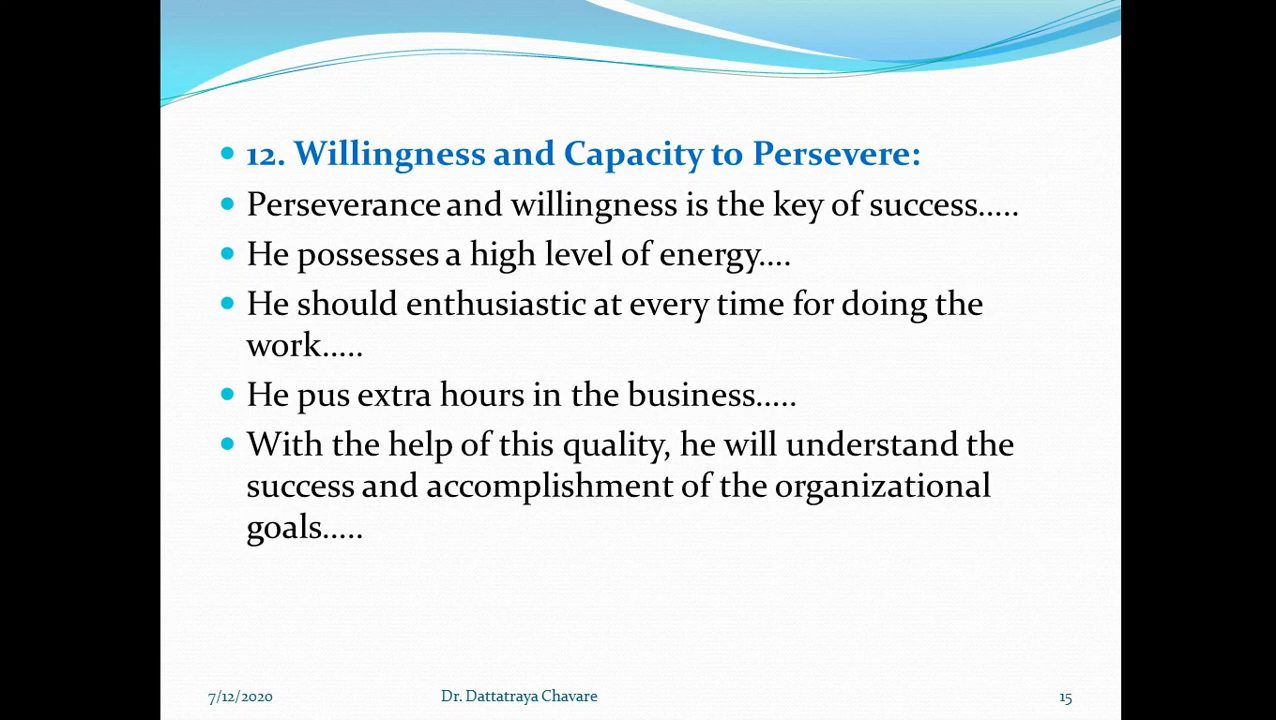 12. Willingness and Capacity to Persevere:
Perseverance and willingness is the key of success.....
He possesses a high level of energy....
He should enthusiastic at every time for doing the
work.....
He pus extra hours in the business.....
With the help of this quality, he will understand the
success and accomplishment of the organizational
goals.....
7/12/2020 Dr. Dattatraya Chavare 15